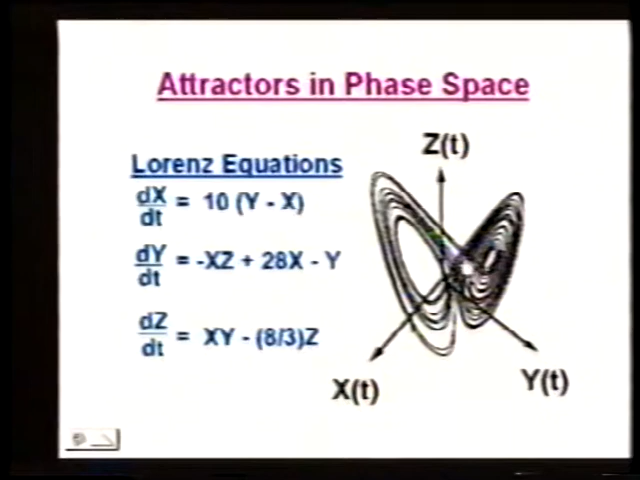 Attractors in Phase Space
Lorenz Equations
dX/dt = 10 (Y - X)
dY/dt = -XZ + 28X - Y
dZ/dt = XY - (8/3)Z
Z(t)
X(t)
Y(t)